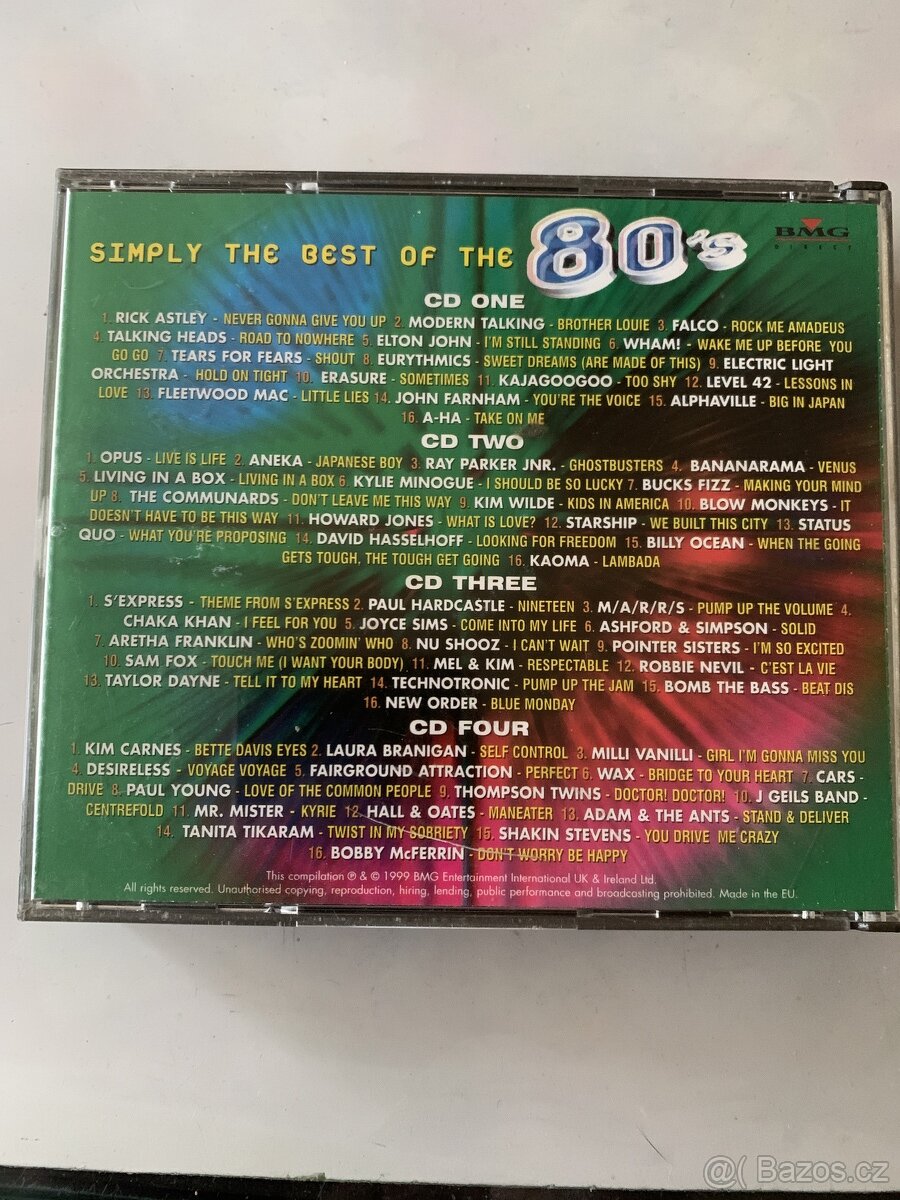 SIMPLY THE BEST OF THE 80's
BMG
DIRECT
CD ONE
1. RICK ASTLEY - NEVER GONNA GIVE YOU UP 2. MODERN TALKING - BROTHER LOUIE 3. FALCO - ROCK ME AMADEUS
4. TALKING HEADS - ROAD TO NOWHERE 5. ELTON JOHN - I'M STILL STANDING 6. WHAM! - WAKE ME UP BEFORE YOU
GO GO 7. TEARS FOR FEARS - SHOUT 8. EURYTHMICS - SWEET DREAMS (ARE MADE OF THIS) 9. ELECTRIC LIGHT
ORCHESTRA - HOLD ON TIGHT 10. ERASURE - SOMETIMES 11. KAJAGOOGOO - TOO SHY 12. LEVEL 42 - LESSONS IN
LOVE 13. FLEETWOOD MAC - LITTLE LIES 14. JOHN FARNHAM - YOU'RE THE VOICE 15. ALPHAVILLE - BIG IN JAPAN
16. A-HA - TAKE ON ME
CD TWO
1. OPUS - LIVE IS LIFE 2. ANEKA - JAPANESE BOY 3. RAY PARKER JNR. - GHOSTBUSTERS 4. BANANARAMA - VENUS
5. LIVING IN A BOX - LIVING IN A BOX 6. KYLIE MINOGUE - I SHOULD BE SO LUCKY 7. BUCKS FIZZ - MAKING YOUR MIND
UP 8. THE COMMUNARDS - DON'T LEAVE ME THIS WAY 9. KIM WILDE - KIDS IN AMERICA 10. BLOW MONKEYS - IT
DOESN'T HAVE TO BE THIS WAY 11. HOWARD JONES - WHAT IS LOVE? 12. STARSHIP - WE BUILT THIS CITY 13. STATUS
QUO - WHAT YOU'RE PROPOSING 14. DAVID HASSELHOFF - LOOKING FOR FREEDOM 15. BILLY OCEAN - WHEN THE GOING
GETS TOUGH, THE TOUGH GET GOING 16. KAOMA - LAMBADA
CD THREE
1. S'EXPRESS - THEME FROM S'EXPRESS 2. PAUL HARDCASTLE - NINETEEN 3. M/A/R/R/S - PUMP UP THE VOLUME 4.
CHAKA KHAN - I FEEL FOR YOU 5. JOYCE SIMS - COME INTO MY LIFE 6. ASHFORD & SIMPSON - SOLID
7. ARETHA FRANKLIN - WHO'S ZOOMIN' WHO 8. NU SHOOZ - I CAN'T WAIT 9. POINTER SISTERS - I'M SO EXCITED
10. SAM FOX - TOUCH ME (I WANT YOUR BODY) 11. MEL & KIM - RESPECTABLE 12. ROBBIE NEVIL - C'EST LA VIE
13. TAYLOR DAYNE - TELL IT TO MY HEART 14. TECHNOTRONIC - PUMP UP THE JAM 15. BOMB THE BASS - BEAT DIS
16. NEW ORDER - BLUE MONDAY
CD FOUR
1. KIM CARNES - BETTE DAVIS EYES 2. LAURA BRANIGAN - SELF CONTROL 3. MILLI VANILLI - GIRL I'M GONNA MISS YOU
4. DESIRELESS - VOYAGE VOYAGE 5. FAIRGROUND ATTRACTION - PERFECT 6. WAX - BRIDGE TO YOUR HEART 7. CARS -
DRIVE 8. PAUL YOUNG - LOVE OF THE COMMON PEOPLE 9. THOMPSON TWINS - DOCTOR! DOCTOR! 10. J GEILS BAND -
CENTREFOLD 11. MR. MISTER - KYRIE 12. HALL & OATES - MANEATER 13. ADAM & THE ANTS - STAND & DELIVER
14. TANITA TIKARAM - TWIST IN MY SOBRIETY 15. SHAKIN STEVENS - YOU DRIVE ME CRAZY
16. BOBBY McFERRIN - DON'T WORRY BE HAPPY
This compilation ℗ & © 1999 BMG Entertainment International UK & Ireland Ltd.
All rights reserved. Unauthorised copying, reproduction, hiring, lending, public performance and broadcasting prohibited. Made in the EU.
@( Bazos.cz